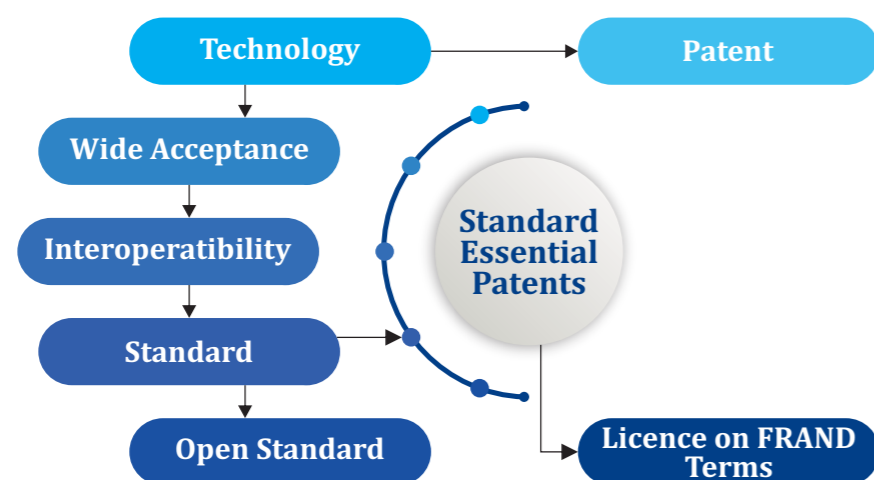 Technology
Patent
Wide Acceptance
Interoperatibility
Standard
Essential
Patents
Standard
Open Standard
Licence on FRAND
Terms